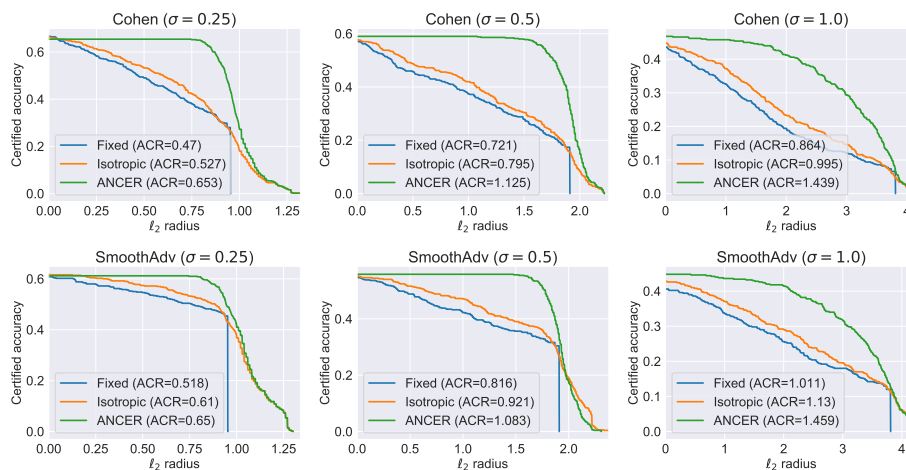 Cohen (σ = 0.25)
Certified accuracy
0.6
0.4
0.2
0.0
Fixed (ACR=0.47)
Isotropic (ACR=0.527)
ANCER (ACR=0.653)
0.00 0.25 0.50 0.75 1.00 1.25
ℓ2 radius
Cohen (σ = 0.5)
Certified accuracy
0.6
0.4
0.2
0.0
Fixed (ACR=0.721)
Isotropic (ACR=0.795)
ANCER (ACR=1.125)
0.0 0.5 1.0 1.5 2.0
ℓ2 radius
Cohen (σ = 1.0)
Certified accuracy
0.4
0.3
0.2
0.1
0.0
Fixed (ACR=0.864)
Isotropic (ACR=0.995)
ANCER (ACR=1.439)
0 1 2 3 4
ℓ2 radius
SmoothAdv (σ = 0.25)
Certified accuracy
0.6
0.4
0.2
0.0
Fixed (ACR=0.518)
Isotropic (ACR=0.61)
ANCER (ACR=0.65)
0.00 0.25 0.50 0.75 1.00 1.25
ℓ2 radius
SmoothAdv (σ = 0.5)
Certified accuracy
0.4
0.2
0.0
Fixed (ACR=0.816)
Isotropic (ACR=0.921)
ANCER (ACR=1.083)
0.0 0.5 1.0 1.5 2.0
ℓ2 radius
SmoothAdv (σ = 1.0)
Certified accuracy
0.4
0.3
0.2
0.1
0.0
Fixed (ACR=1.011)
Isotropic (ACR=1.13)
ANCER (ACR=1.459)
0 1 2 3 4
ℓ2 radius